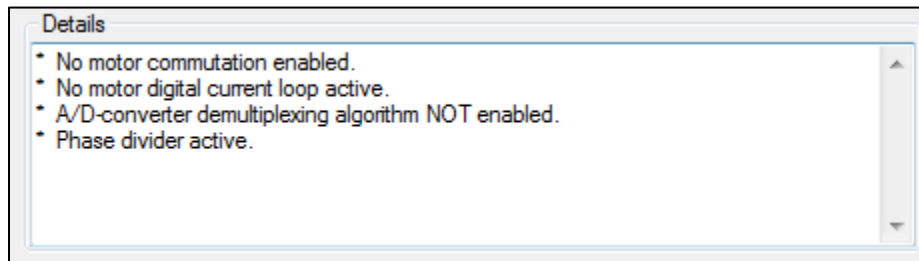 Details
* No motor commutation enabled.
* No motor digital current loop active.
* A/D-converter demultiplexing algorithm NOT enabled.
* Phase divider active.